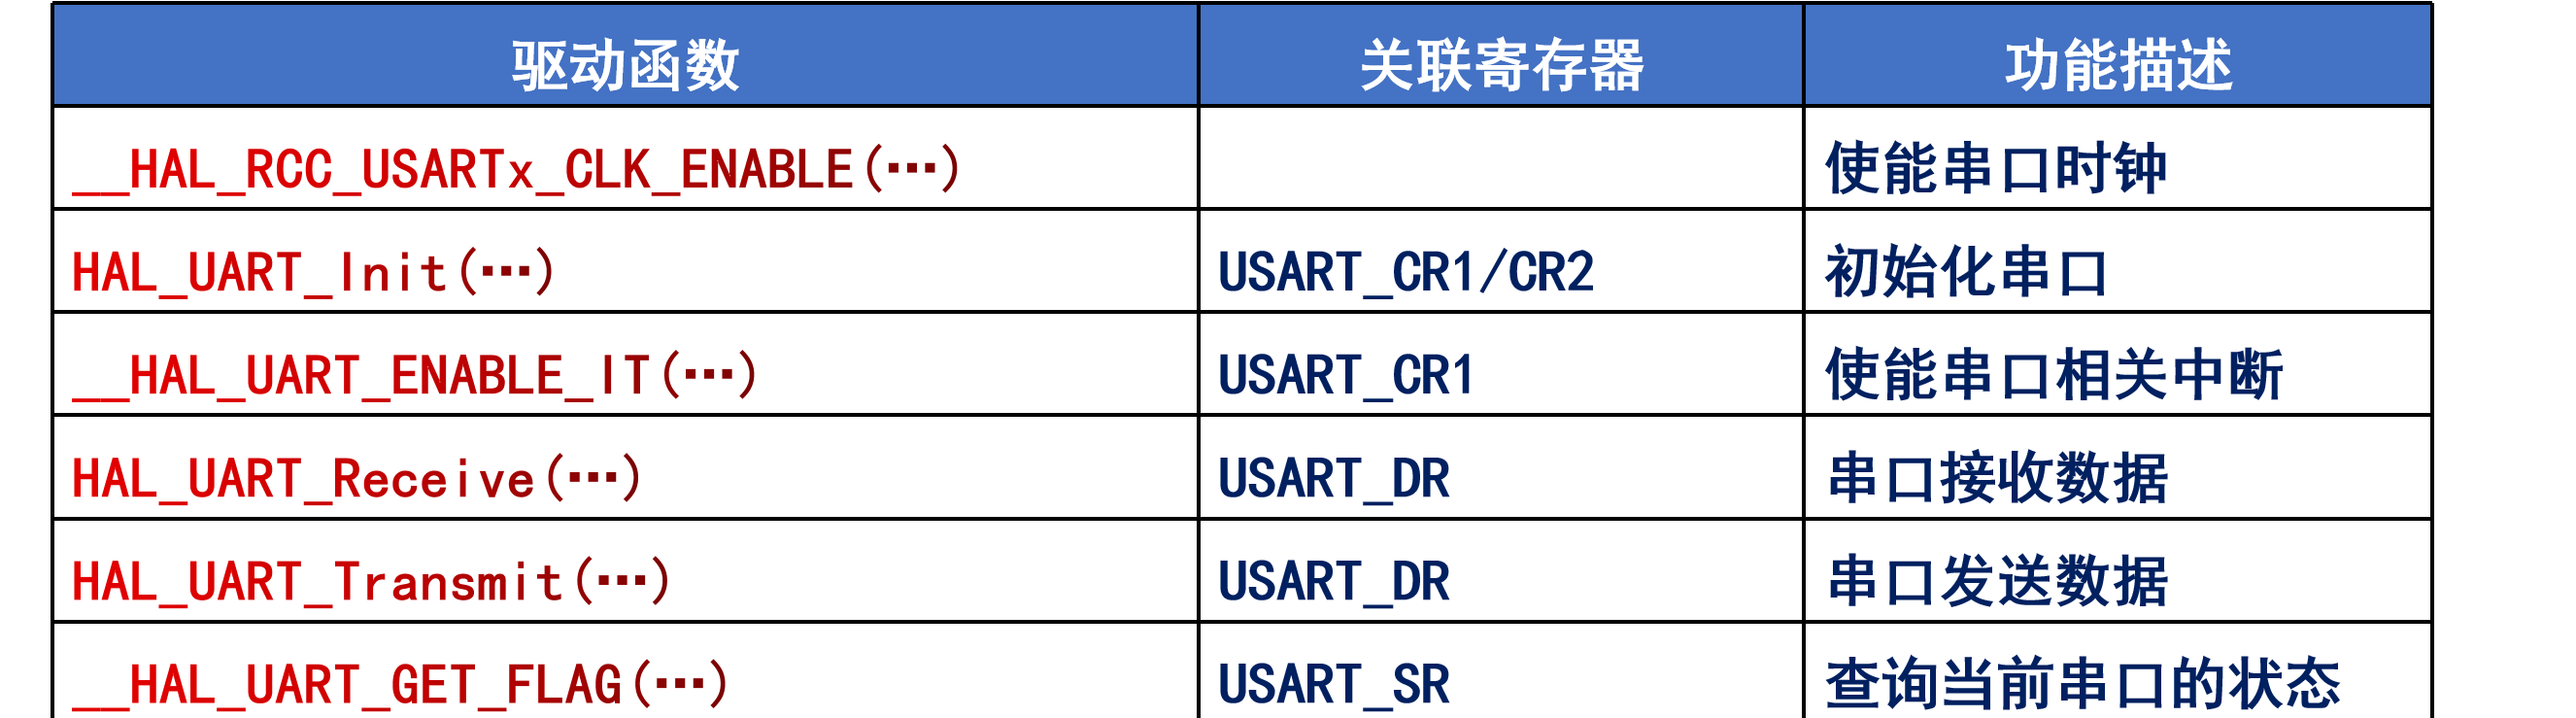 驱动函数 关联寄存器 功能描述
__HAL_RCC_USARTx_CLK_ENABLE(…) 使能串口时钟
HAL_UART_Init(…) USART_CR1/CR2 初始化串口
__HAL_UART_ENABLE_IT(…) USART_CR1 使能串口相关中断
HAL_UART_Receive(…) USART_DR 串口接收数据
HAL_UART_Transmit(…) USART_DR 串口发送数据
__HAL_UART_GET_FLAG(…) USART_SR 查询当前串口的状态